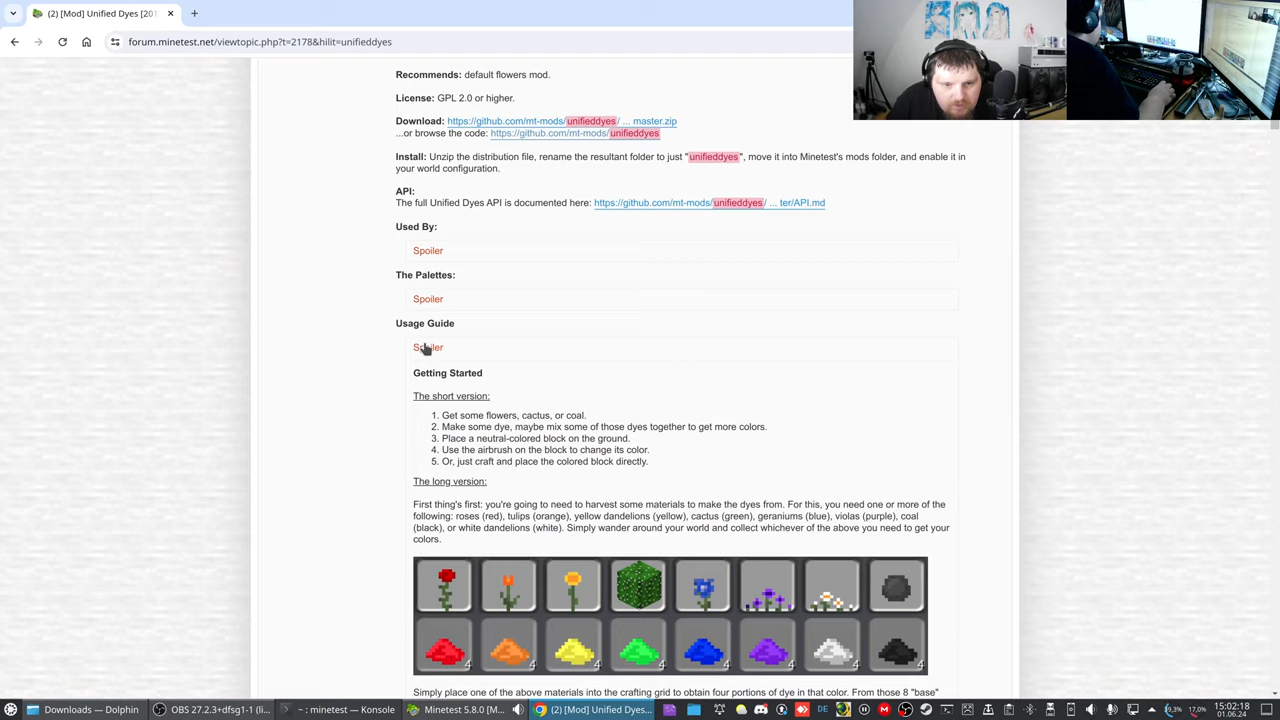 (2) [Mod] Unified Dyes [201
forum.minetest.net/viewtopic.php?t=2178&hilit=unifieddyes
Recommends: default flowers mod.
License: GPL 2.0 or higher.
Download: https://github.com/mt-mods/unifieddyes/ ... master.zip
...or browse the code: https://github.com/mt-mods/unifieddyes
Install: Unzip the distribution file, rename the resultant folder to just "unifieddyes", move it into Minetest's mods folder, and enable it in
your world configuration.
API:
The full Unified Dyes API is documented here: https://github.com/mt-mods/unifieddyes/ ... ter/API.md
Used By:
Spoiler
The Palettes:
Spoiler
Usage Guide
Spoiler
Getting Started
The short version:
1. Get some flowers, cactus, or coal.
2. Make some dye, maybe mix some of those dyes together to get more colors.
3. Place a neutral-colored block on the ground.
4. Use the airbrush on the block to change its color.
5. Or, just craft and place the colored block directly.
The long version:
First thing's first: you're going to need to harvest some materials to make the dyes from. For this, you need one or more of the
following: roses (red), tulips (orange), yellow dandelions (yellow), cactus (green), geraniums (blue), violas (purple), coal
(black), or white dandelions (white). Simply wander around your world and collect whichever of the above you need to get your
colors.
4 4 4 4 4 4 4 4
Simply place one of the above materials into the crafting grid to obtain four portions of dye in that color. From those 8 "base"
Downloads — Dolphin
OBS 27.2.3+dfsg1-1 (li...
~ : minetest — Konsole
Minetest 5.8.0 [M...
(2) [Mod] Unified Dyes...
DE
39,3%
17,0%
15:02:18
01.06.24